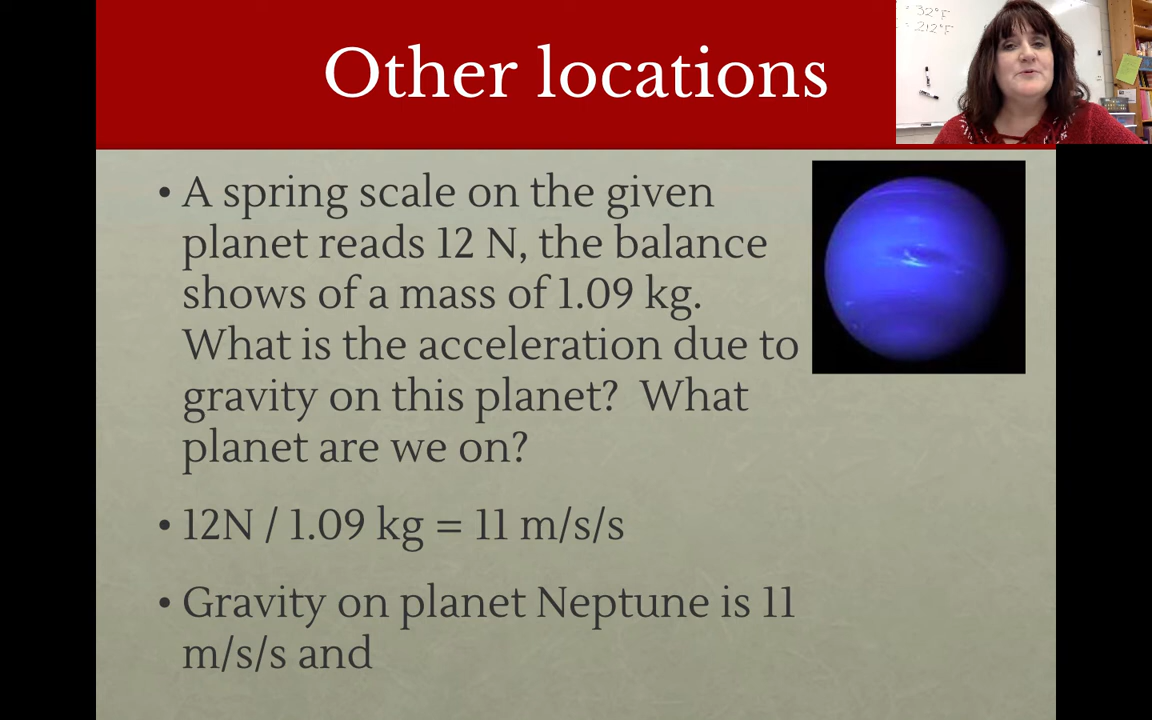 Other locations
= 32°F
= 212°F
• A spring scale on the given
planet reads 12 N, the balance
shows of a mass of 1.09 kg.
What is the acceleration due to
gravity on this planet?  What
planet are we on?
• 12N / 1.09 kg = 11 m/s/s
• Gravity on planet Neptune is 11
m/s/s and